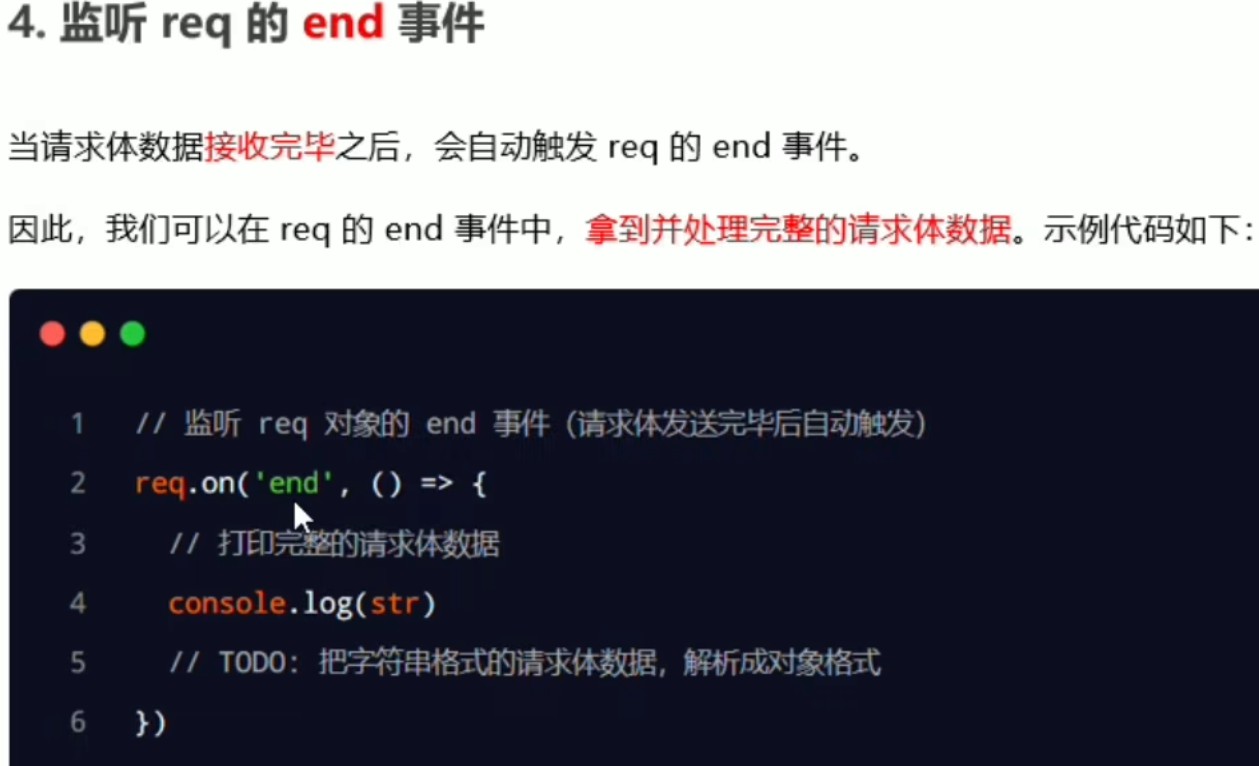 4. 监听 req 的 end 事件
当请求体数据接收完毕之后，会自动触发 req 的 end 事件。
因此，我们可以在 req 的 end 事件中，拿到并处理完整的请求体数据。示例代码如下：
1 // 监听 req 对象的 end 事件（请求体发送完毕后自动触发）
2 req.on('end', () => {
3 // 打印完整的请求体数据
4 console.log(str)
5 // TODO: 把字符串格式的请求体数据，解析成对象格式
6 })